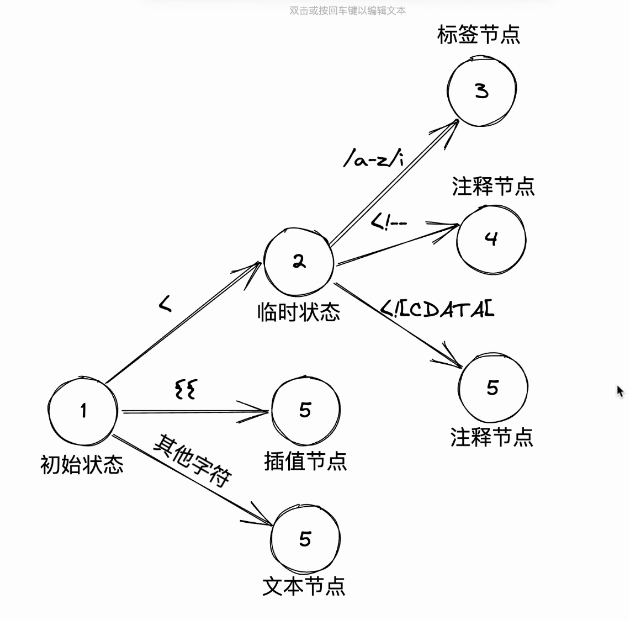 双击或按回车键以编辑文本
标签节点
3
/a-z/i
注释节点
<!--
4
2
<
临时状态
<![CDATA[
5
注释节点
1
初始状态
{{
5
插值节点
其他字符
5
文本节点